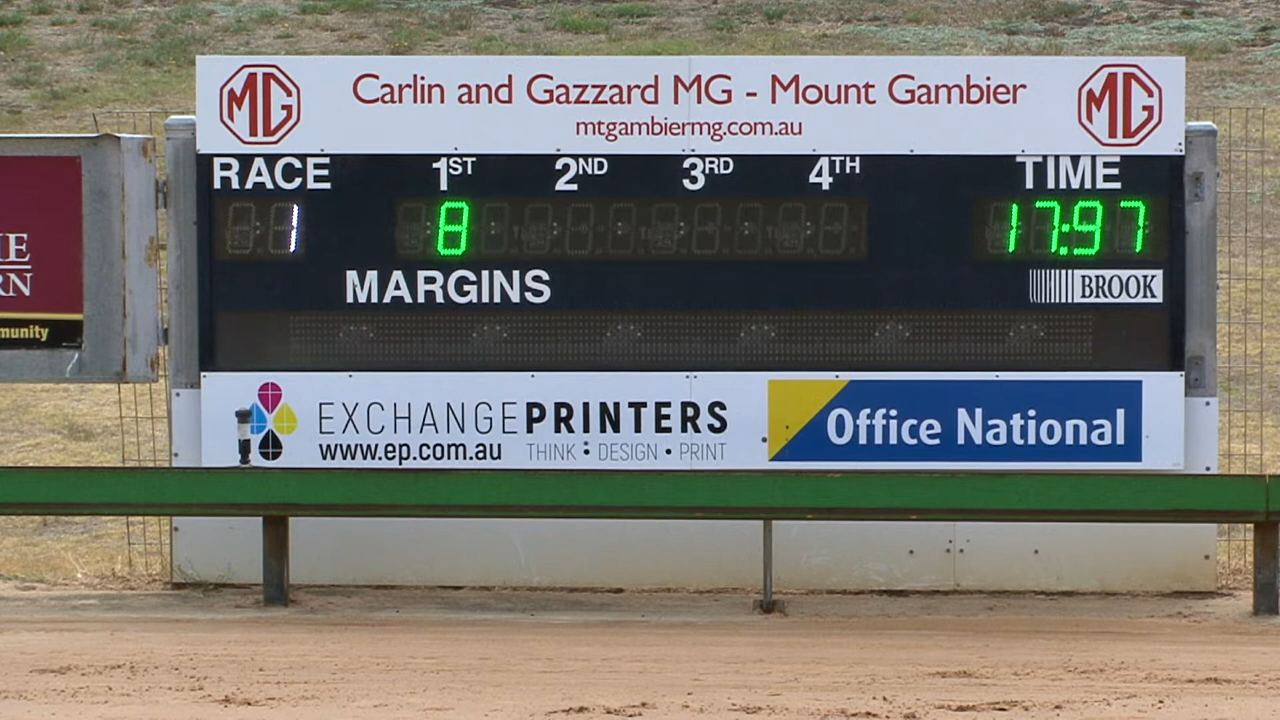 MG
Carlin and Gazzard MG - Mount Gambier
MG
mtgambiermg.com.au
RACE 1ST 2ND 3RD 4TH TIME
1 8 17:97
MARGINS
BROOK
EXCHANGEPRINTERS
www.ep.com.au THINK : DESIGN • PRINT
Office National